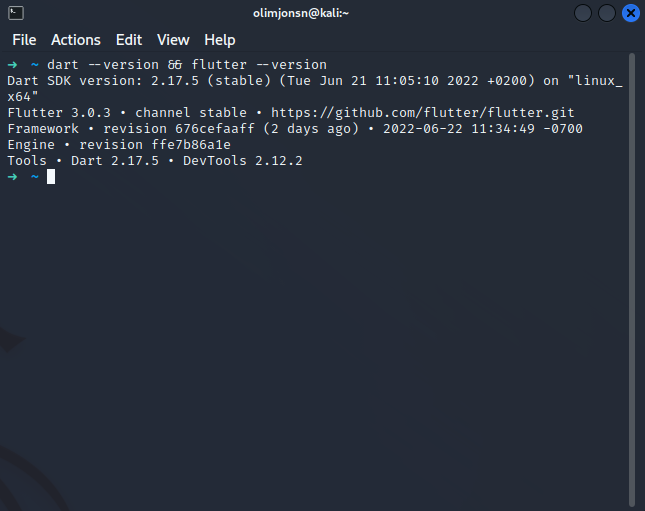 olimjonsn@kali:~
File Actions Edit View Help
➜ ~ dart --version && flutter --version
Dart SDK version: 2.17.5 (stable) (Tue Jun 21 11:05:10 2022 +0200) on "linux_
x64"
Flutter 3.0.3 • channel stable • https://github.com/flutter/flutter.git
Framework • revision 676cefaaff (2 days ago) • 2022-06-22 11:34:49 -0700
Engine • revision ffe7b86a1e
Tools • Dart 2.17.5 • DevTools 2.12.2
➜ ~